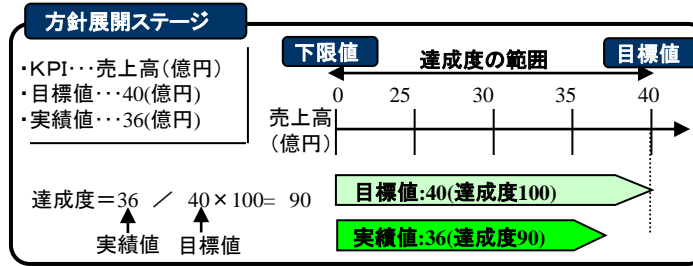 方針展開ステージ
・KPI・・・売上高(億円)
・目標値・・・40(億円)
・実績値・・・36(億円)
達成度＝36 ／ 40×100= 90
実績値 目標値
下限値 達成度の範囲 目標値
0 25 30 35 40
売上高
(億円)
目標値:40(達成度100)
実績値:36(達成度90)